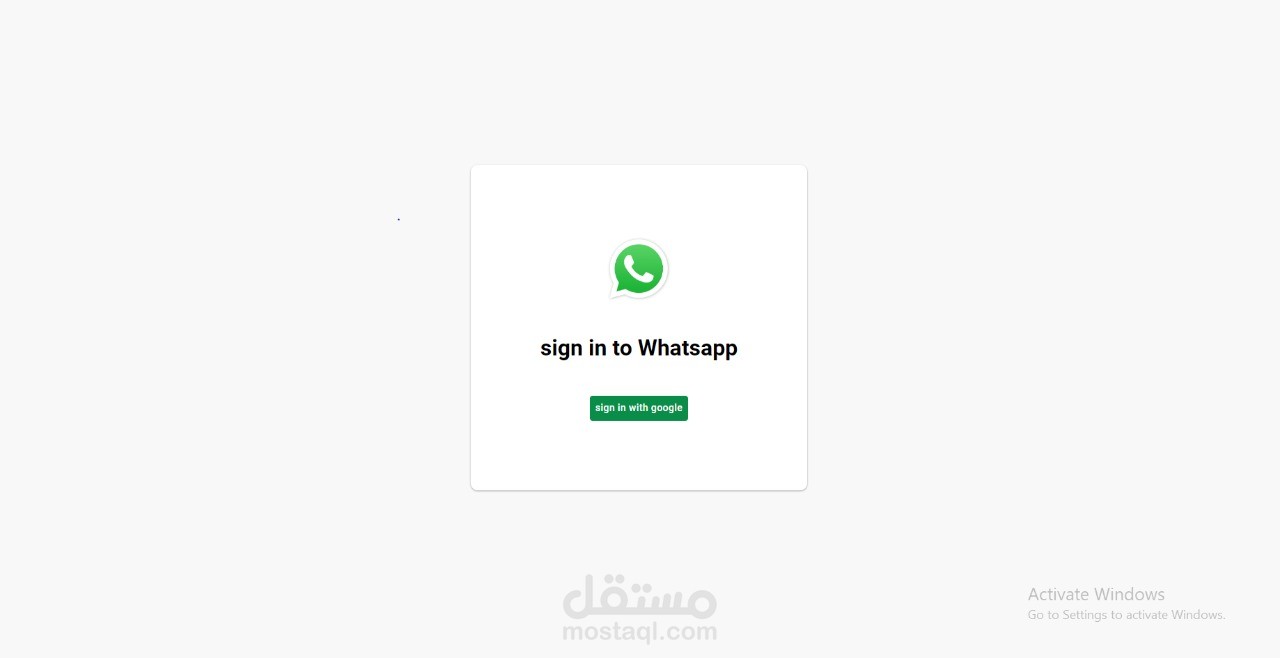 sign in to Whatsapp
sign in with google
مستقل
mostaql.com
Activate Windows
Go to Settings to activate Windows.